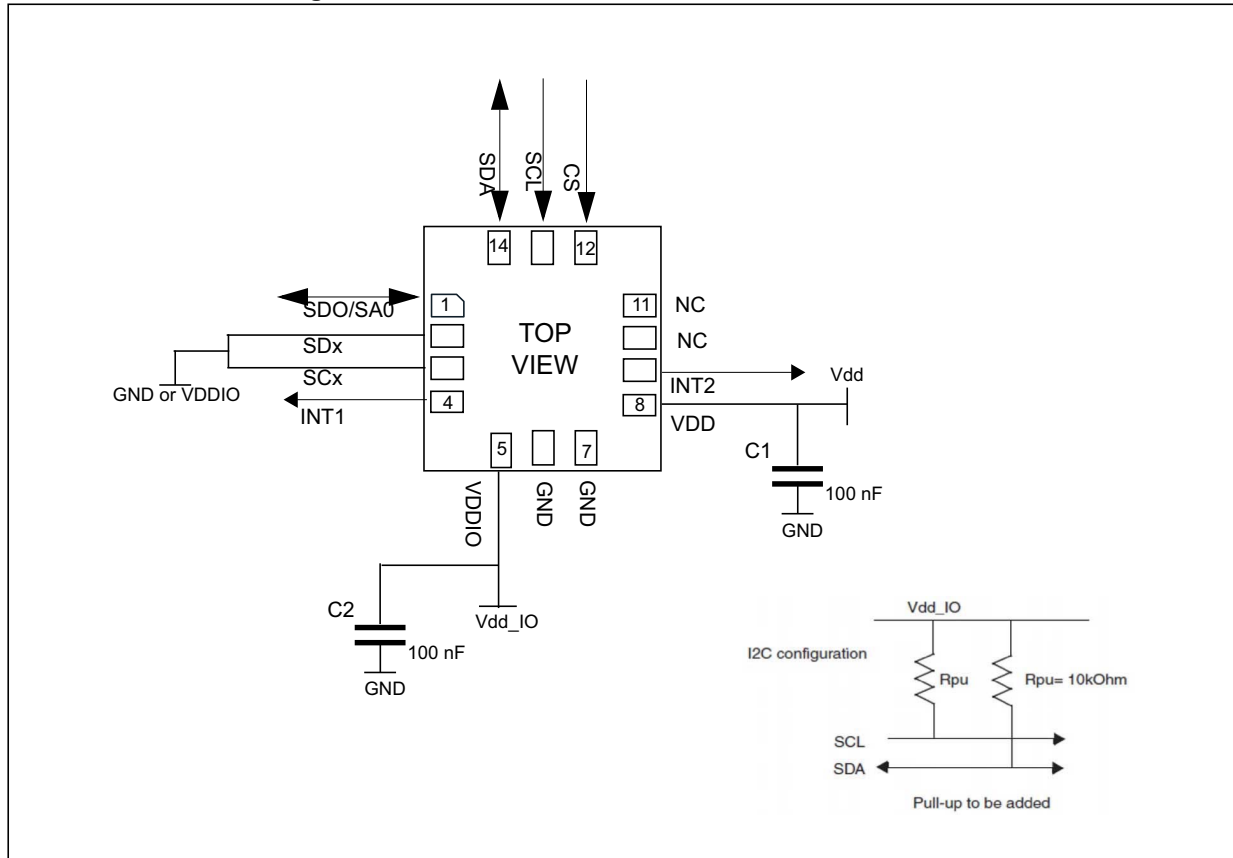 SDA
SCL
CS
14
12
SDO/SA0
1
TOP
VIEW
11
NC
NC
SDx
SCx
GND or VDDIO
INT1
4
INT2
8
VDD
Vdd
5
7
VDDIO
GND
GND
C1
100 nF
GND
C2
100 nF
GND
Vdd_IO
Vdd_IO
I2C configuration
Rpu
Rpu= 10kOhm
SCL
SDA
Pull-up to be added